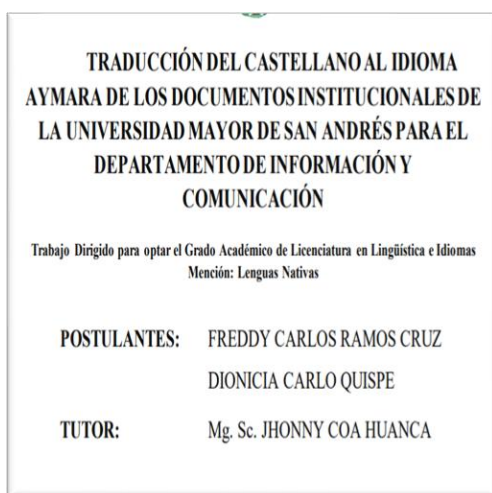 TRADUCCIÓN DEL CASTELLANO AL IDIOMA
AYMARA DE LOS DOCUMENTOS INSTITUCIONALES DE
LA UNIVERSIDAD MAYOR DE SAN ANDRÉS PARA EL
DEPARTAMENTO DE INFORMACIÓN Y
COMUNICACIÓN
Trabajo Dirigido para optar el Grado Académico de Licenciatura en Lingüística e Idiomas
Mención: Lenguas Nativas
POSTULANTES: FREDDY CARLOS RAMOS CRUZ
DIONICIA CARLO QUISPE
TUTOR: Mg. Sc. JHONNY COA HUANCA